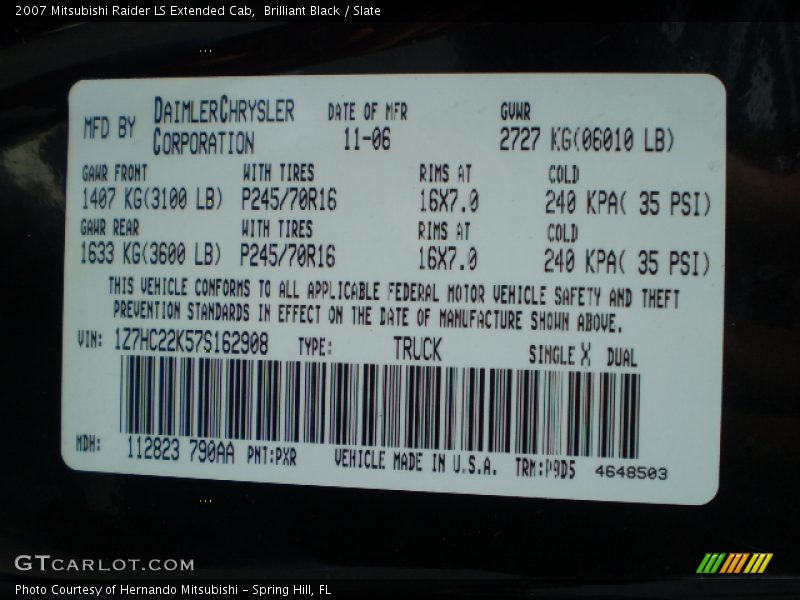 2007 Mitsubishi Raider LS Extended Cab,  Brilliant Black / Slate
MFD BY DAIMLERCHRYSLER CORPORATION DATE OF MFR 11-06 GVWR 2727 KG(06010 LB)
GAWR FRONT WITH TIRES RIMS AT COLD
1407 KG(3100 LB) P245/70R16 16X7.0 240 KPA( 35 PSI)
GAWR REAR WITH TIRES RIMS AT COLD
1633 KG(3600 LB) P245/70R16 16X7.0 240 KPA( 35 PSI)
THIS VEHICLE CONFORMS TO ALL APPLICABLE FEDERAL MOTOR VEHICLE SAFETY AND THEFT
PREVENTION STANDARDS IN EFFECT ON THE DATE OF MANUFACTURE SHOWN ABOVE.
VIN: 1Z7HC22K57S162908 TYPE: TRUCK SINGLE X DUAL
MDH: 112823 790AA PNT:PXR VEHICLE MADE IN U.S.A. TRM:P9D5 4648503
GTCARLOT.COM
Photo Courtesy of Hernando Mitsubishi – Spring Hill, FL